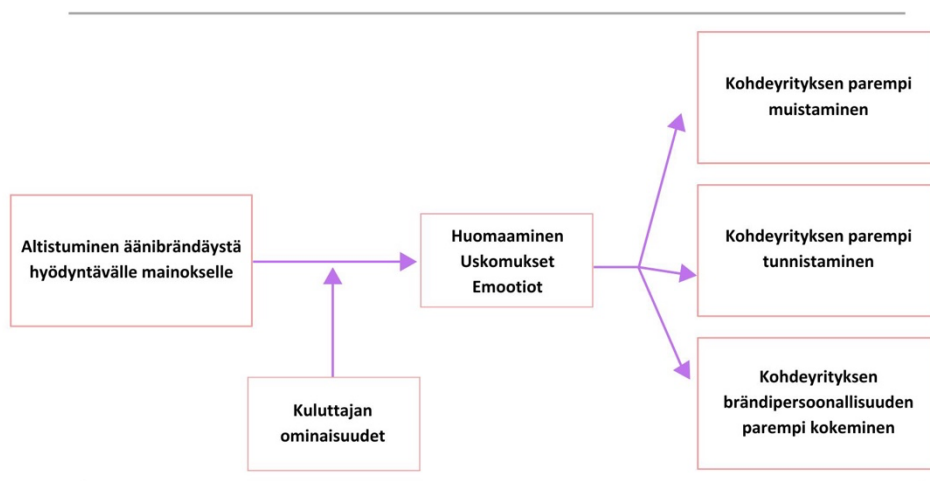 Altistuminen äänibrändäystä
hyödyntävälle mainokselle
Kuluttajan
ominaisuudet
Huomaaminen
Uskomukset
Emootiot
Kohdeyrityksen parempi
muistaminen
Kohdeyrityksen parempi
tunnistaminen
Kohdeyrityksen
brändipersoonallisuuden
parempi kokeminen